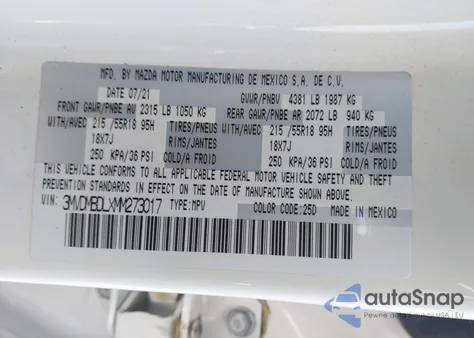 MFD. BY MAZDA MOTOR MANUFACTURING DE MEXICO S.A. DE C.V.
DATE 07/21 GVWR/PNBV 4381 LB 1987 KG
FRONT GAWR/PNBE AV 2315 LB 1050 KG REAR GAWR/PNBE AR 2072 LB 940 KG
WITH/AVEC 215 /55R18 95H TIRES/PNEUS WITH/AVEC 215 /55R18 95H TIRES/PNEUS
18X7J RIMS/JANTES 18X7J RIMS/JANTES
250 KPA/36 PSI COLD/A FROID 250 KPA/36 PSI COLD/A FROID
THIS VEHICLE CONFORMS TO ALL APPLICABLE FEDERAL MOTOR VEHICLE SAFETY AND THEFT
PREVENTION STANDARDS IN EFFECT ON THE DATE OF MANUFACTURE SHOWN ABOVE.
VIN: 3MVDMBDLXMM273017 TYPE:MPV COLOR CODE:25D MADE IN MEXICO
autoSnap
Pewne auta z USA i EU